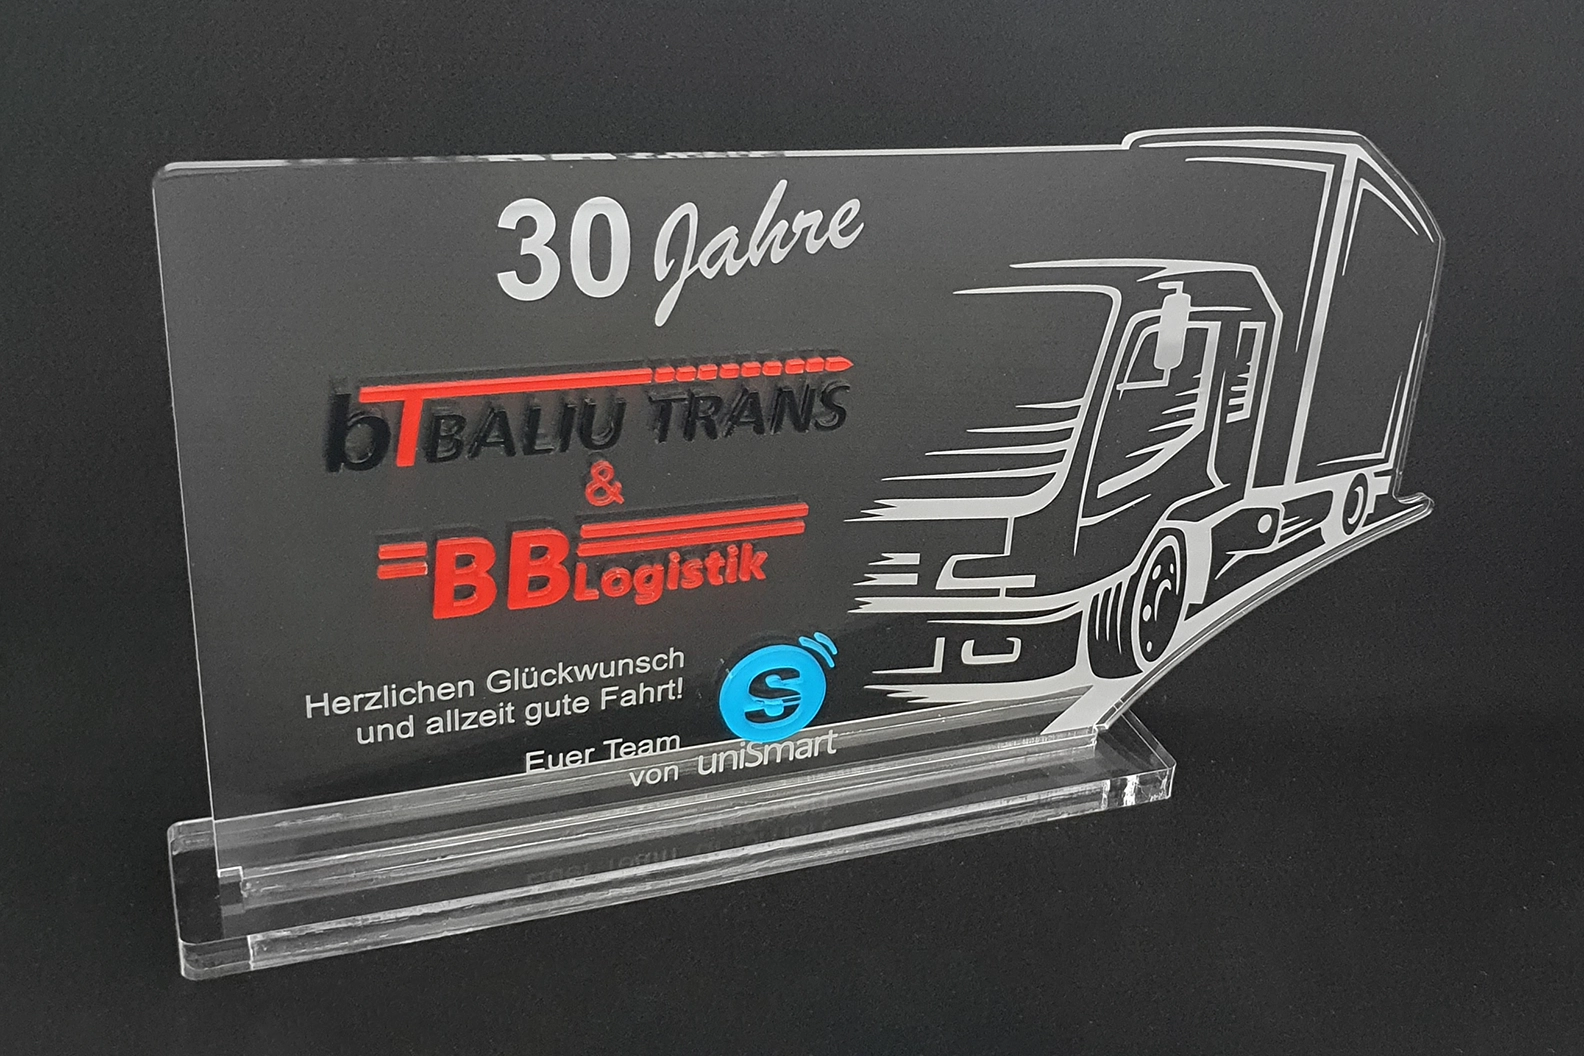 30 Jahre
bT BALIU TRANS
&
BB Logistik
Herzlichen Glückwunsch
und allzeit gute Fahrt!
Euer Team
von uniSmart